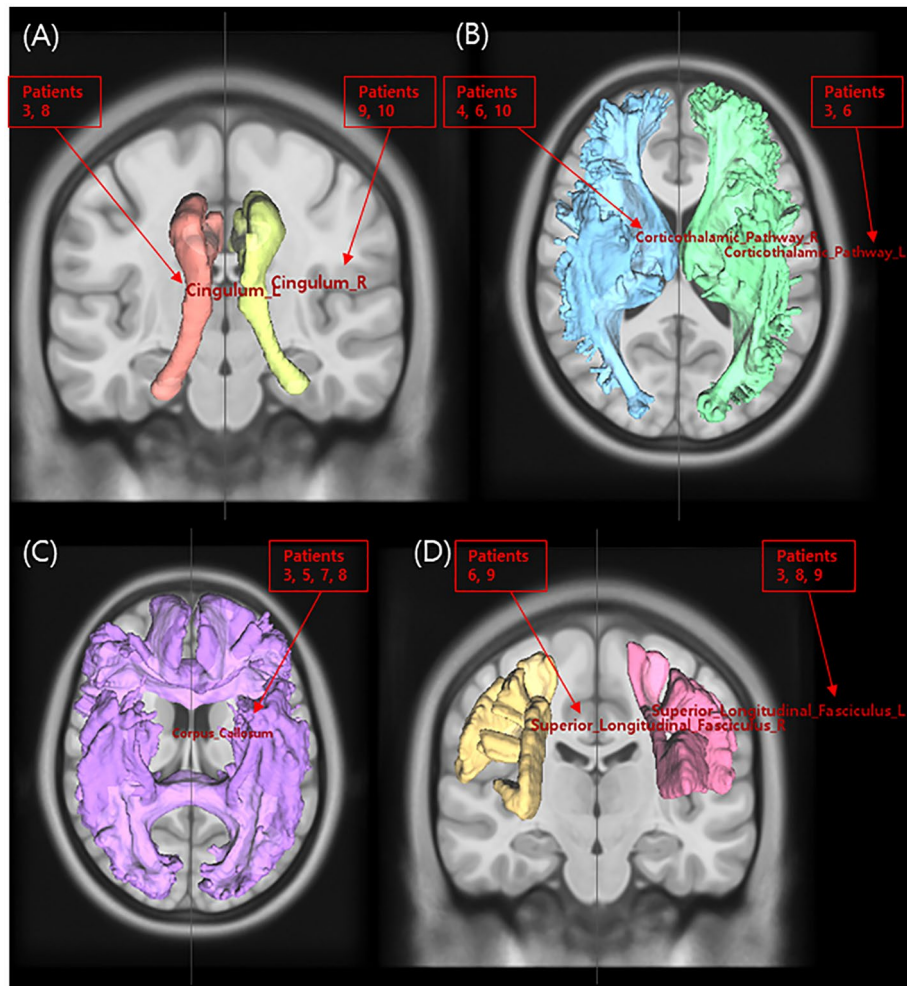 (A)
Patients
3, 8
Patients
9, 10
Cingulum_L
Cingulum_R
(B)
Patients
4, 6, 10
Patients
3, 6
Corticothalamic_Pathway_R
Corticothalamic_Pathway_L
(C)
Patients
3, 5, 7, 8
Corpus_Callosum
(D)
Patients
6, 9
Patients
3, 8, 9
Superior_Longitudinal_Fasciculus_L
Superior_Longitudinal_Fasciculus_R